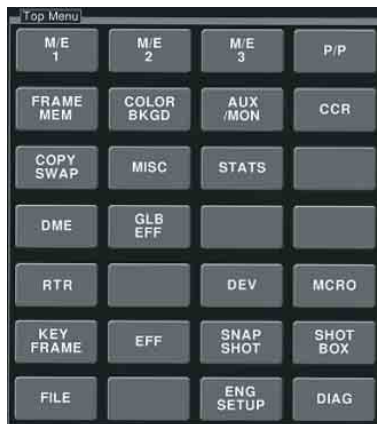 Top Menu
M/E 1
M/E 2
M/E 3
P/P
FRAME MEM
COLOR BKGD
AUX /MON
CCR
COPY SWAP
MISC
STATS
DME
GLB EFF
RTR
DEV
MCRO
KEY FRAME
EFF
SNAP SHOT
SHOT BOX
FILE
ENG SETUP
DIAG